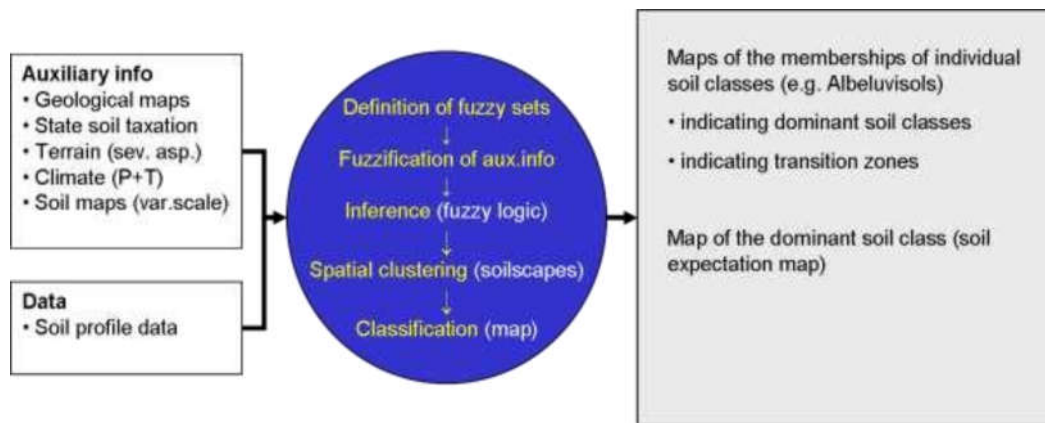 Auxiliary info
• Geological maps
• State soil taxation
• Terrain (sev. asp.)
• Climate (P+T)
• Soil maps (var.scale)
Data
• Soil profile data
Definition of fuzzy sets
↓
Fuzzification of aux.info
↓
Inference (fuzzy logic)
↓
Spatial clustering (soilscapes)
↓
Classification (map)
Maps of the memberships of individual
soil classes (e.g. Albeluvisols)
• indicating dominant soil classes
• indicating transition zones
Map of the dominant soil class (soil
expectation map)